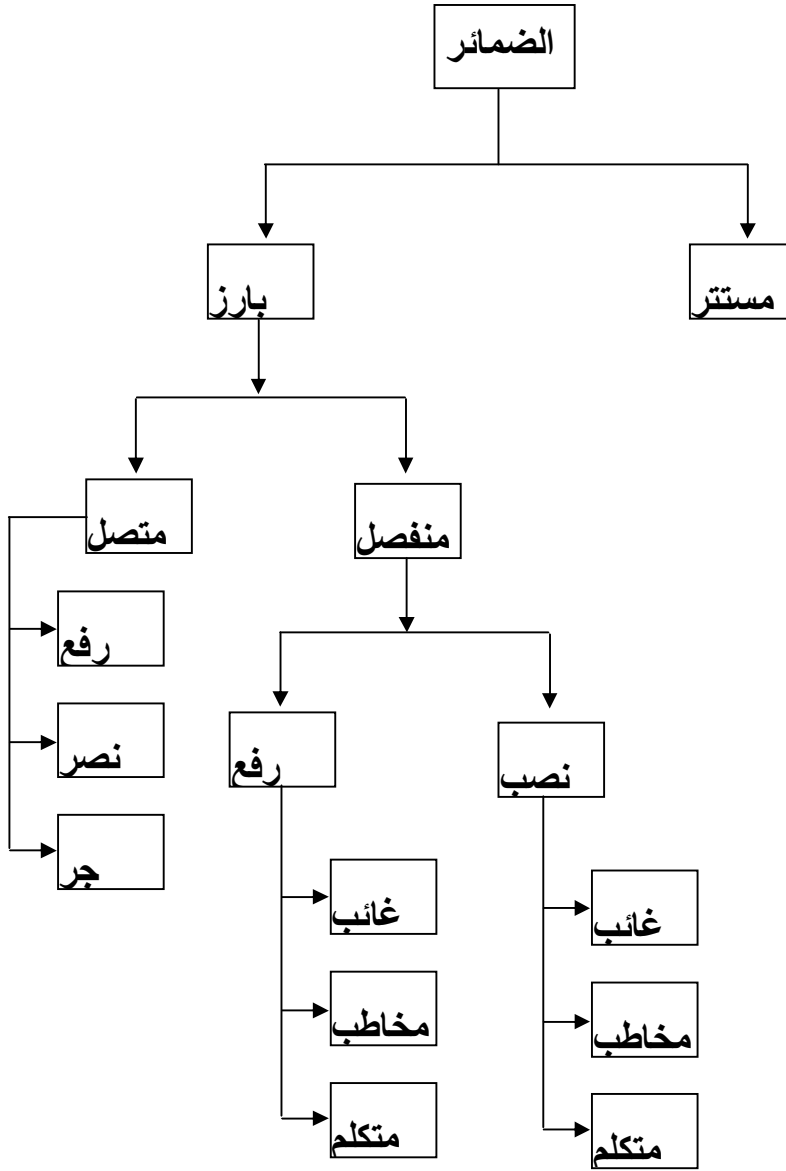 الضمائر
مستتر
بارز
منفصل
متصل
رفع
نصر
جر
نصب
رفع
غائب
غائب
مخاطب
مخاطب
متكلم
متكلم